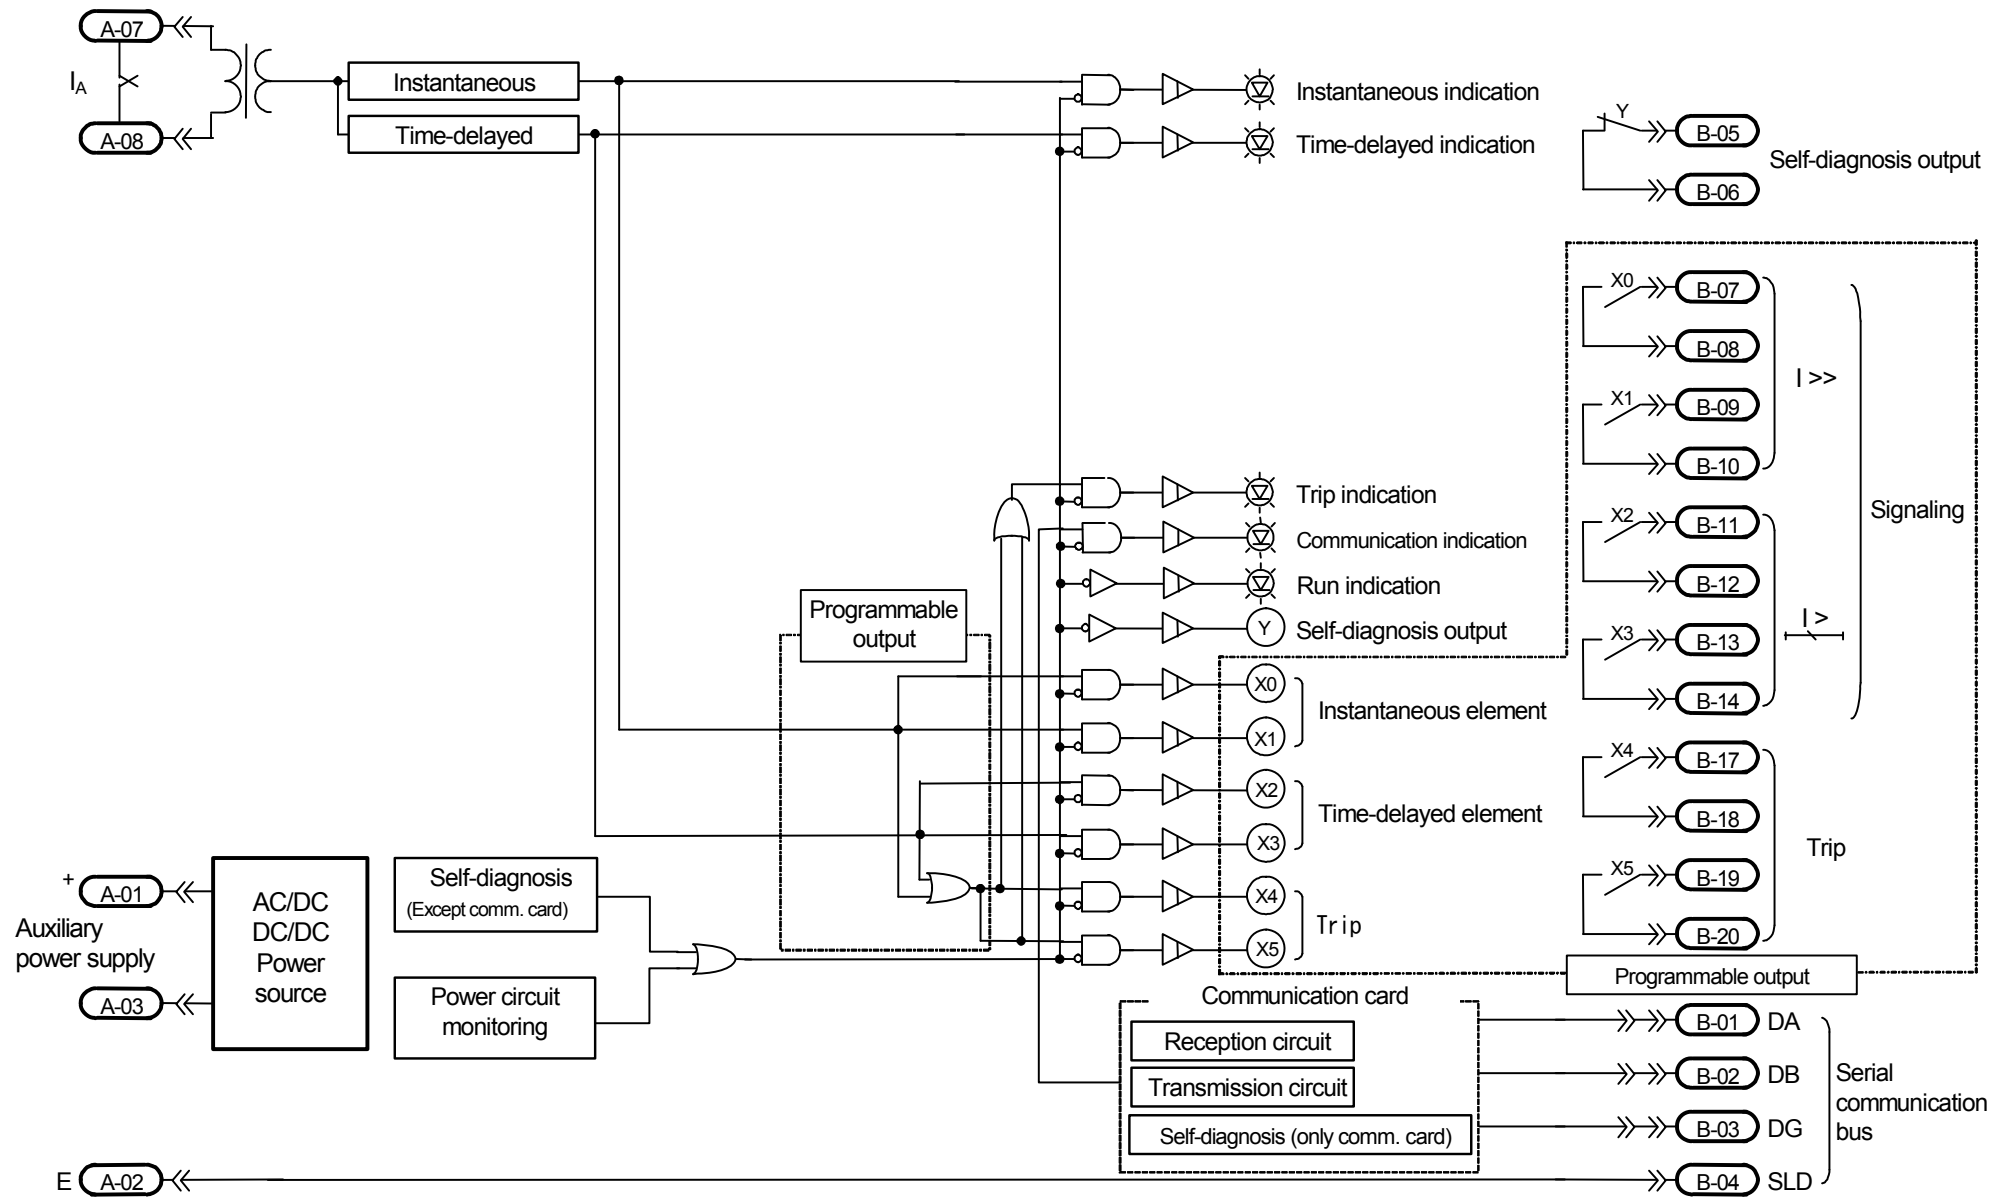 A-07
I_A
A-08
Instantaneous
Time-delayed
Instantaneous indication
Time-delayed indication
Y
B-05
Self-diagnosis output
B-06
X0
B-07
B-08
I >>
X1
B-09
B-10
Signaling
X2
B-11
B-12
I >
X3
B-13
B-14
X4
B-17
B-18
Trip
X5
B-19
B-20
Programmable output
Trip indication
Communication indication
Run indication
Y
Self-diagnosis output
Programmable
output
X0
Instantaneous element
X1
X2
Time-delayed element
X3
X4
Trip
X5
+
A-01
Auxiliary
power supply
A-03
AC/DC
DC/DC
Power
source
Self-diagnosis
(Except comm. card)
Power circuit
monitoring
Communication card
Reception circuit
Transmission circuit
Self-diagnosis (only comm. card)
B-01 DA
B-02 DB
B-03 DG
B-04 SLD
Serial
communication
bus
E
A-02